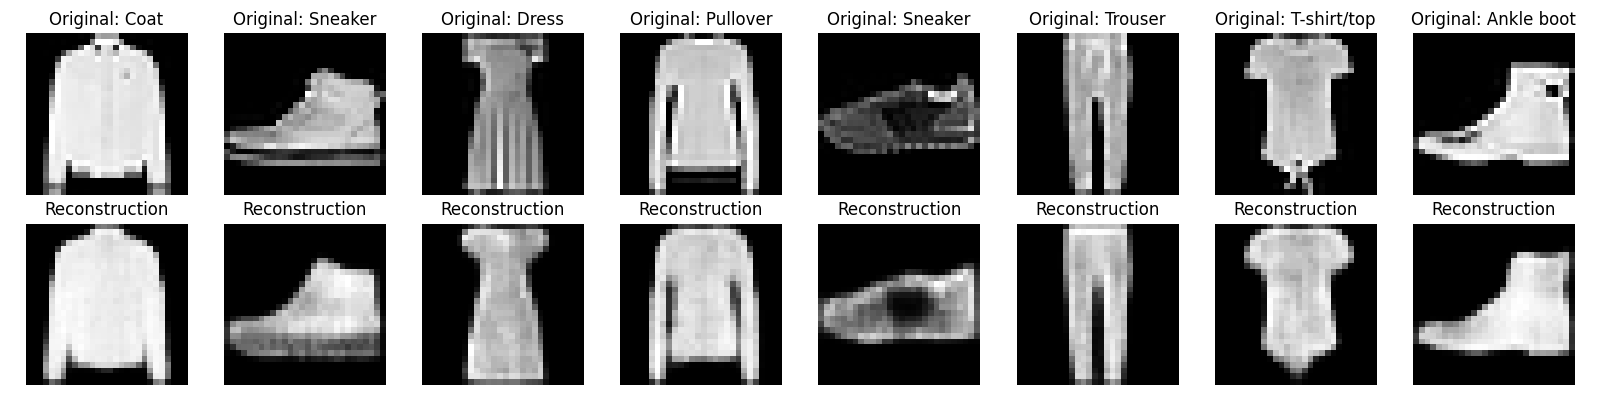 Original: Coat
Original: Sneaker
Original: Dress
Original: Pullover
Original: Sneaker
Original: Trouser
Original: T-shirt/top
Original: Ankle boot
Reconstruction
Reconstruction
Reconstruction
Reconstruction
Reconstruction
Reconstruction
Reconstruction
Reconstruction